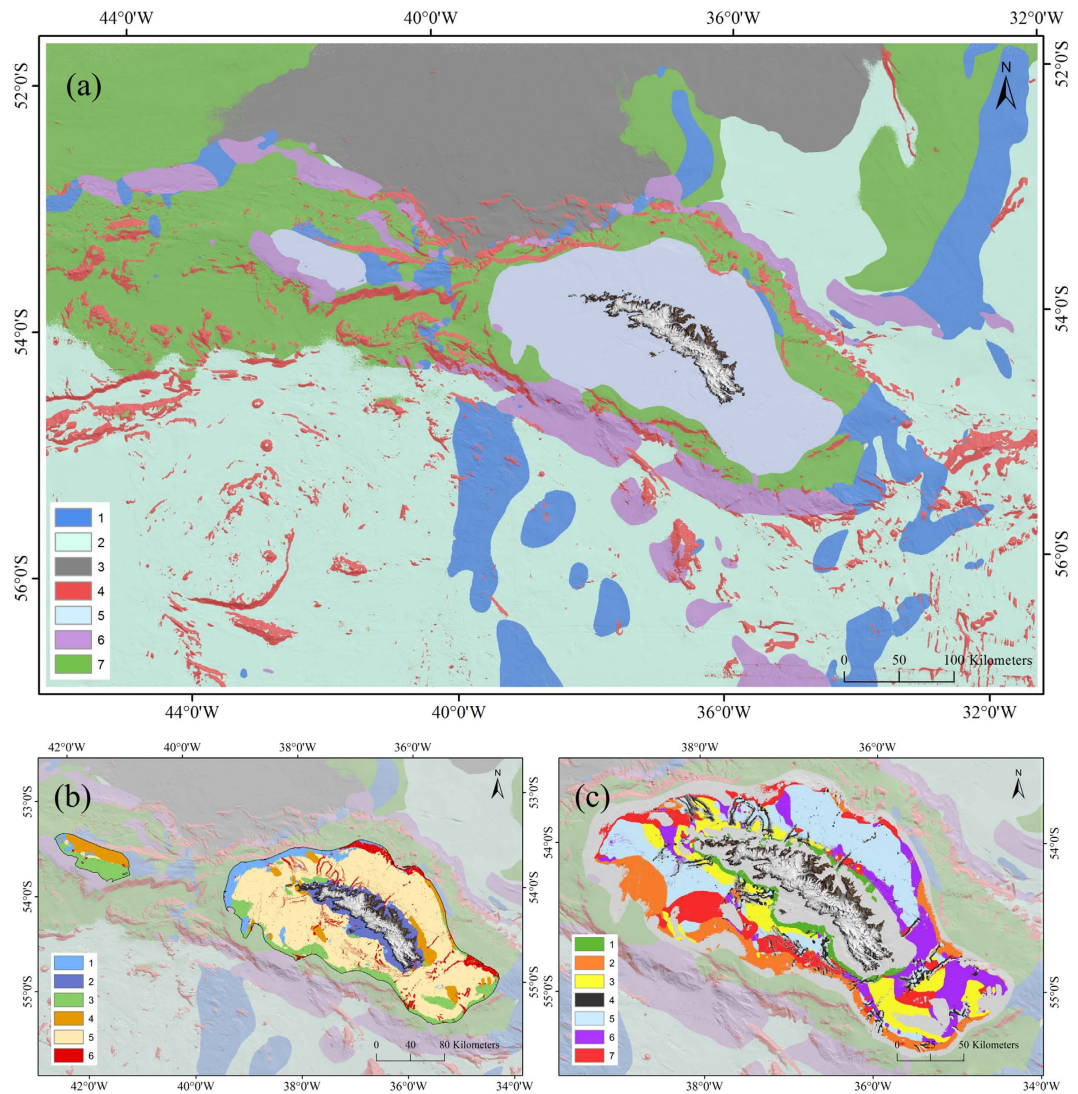 44°0'W 40°0'W 36°0'W 32°0'W
(a)
N
52°0'S
52°0'S
54°0'S
54°0'S
56°0'S
56°0'S
1
2
3
4
5
6
7
0 50 100 Kilometers
44°0'W 40°0'W 36°0'W 32°0'W
42°0'W 40°0'W 38°0'W 36°0'W
(b)
N
53°0'S
54°0'S
54°0'S
55°0'S
55°0'S
1
2
3
4
5
6
0 40 80 Kilometers
42°0'W 40°0'W 38°0'W 36°0'W 34°0'W
38°0'W 36°0'W
(c)
N
54°0'S
54°0'S
55°0'S
55°0'S
1
2
3
4
5
6
7
0 25 50 Kilometers
38°0'W 36°0'W 34°0'W